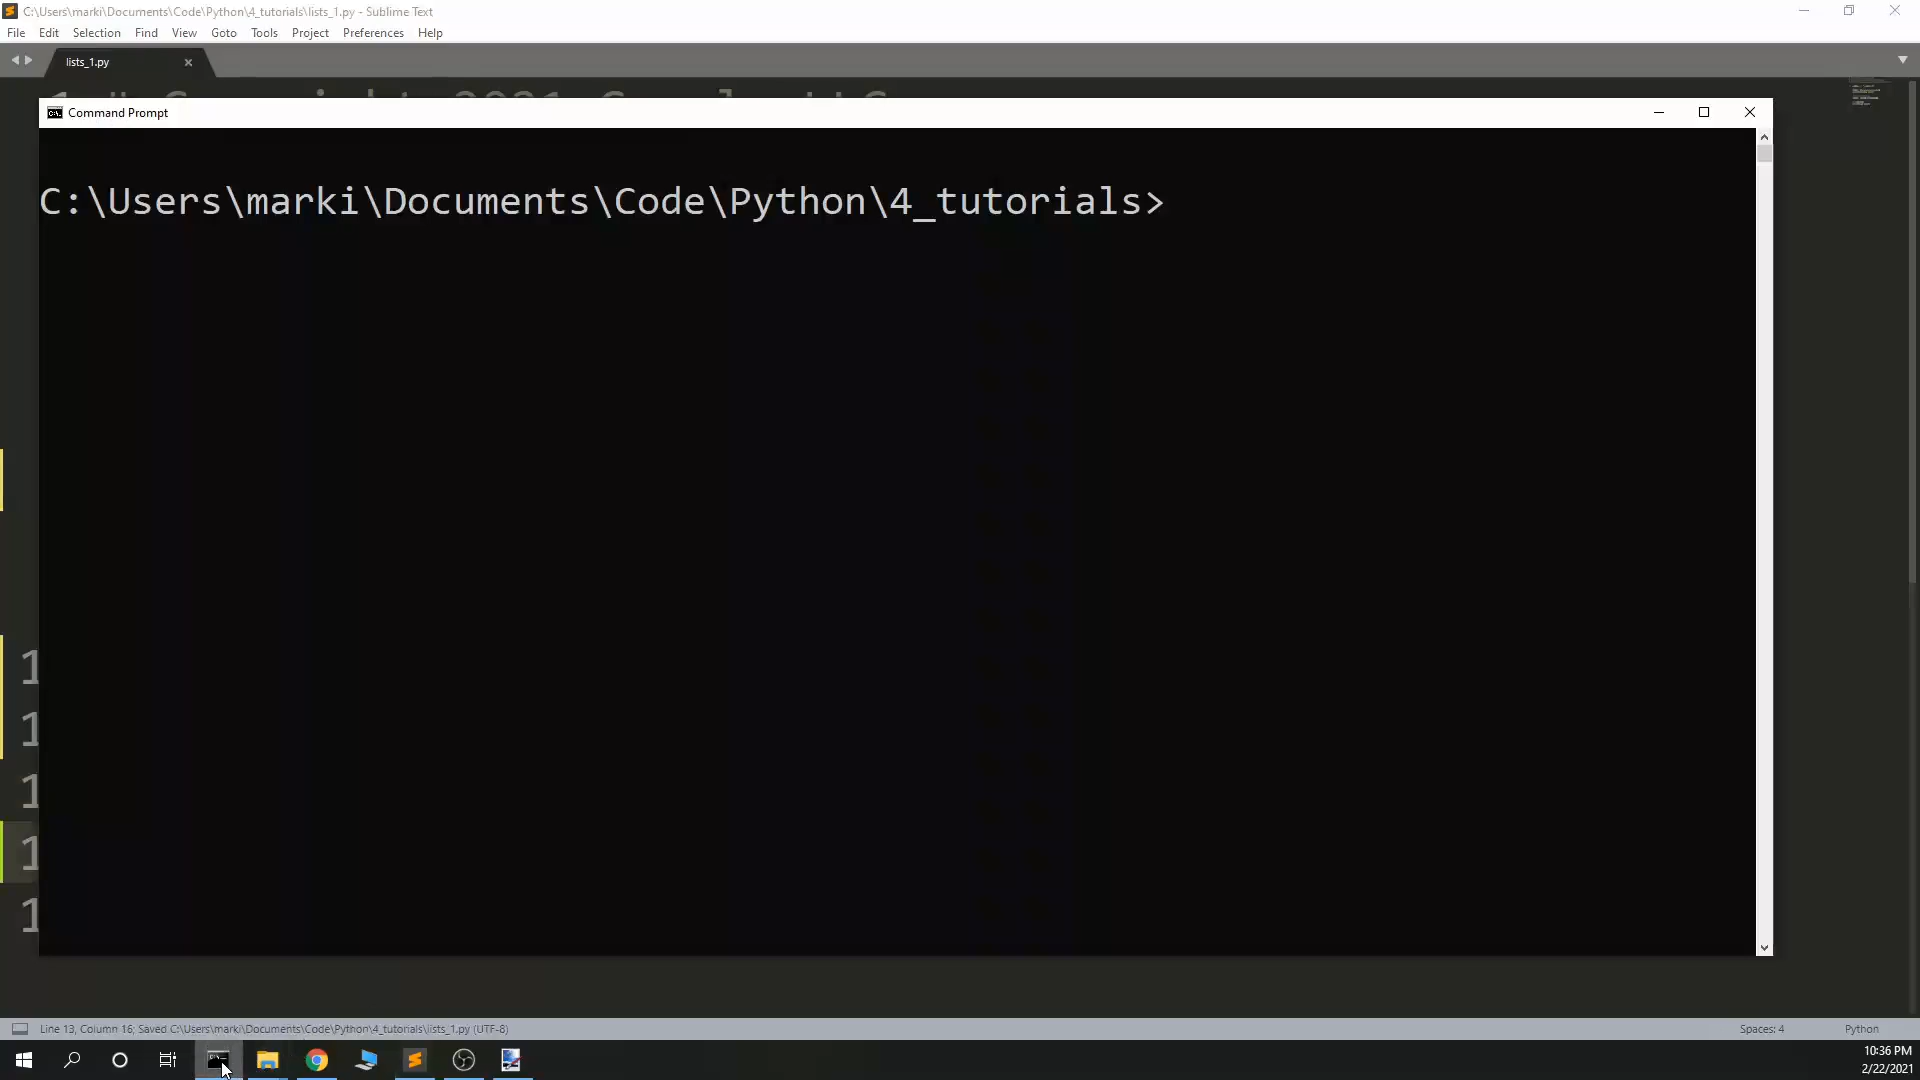 C:\Users\marki\Documents\Code\Python\4_tutorials\lists_1.py - Sublime Text
File Edit Selection Find View Goto Tools Project Preferences Help
lists_1.py
1
Command Prompt
C:\Users\marki\Documents\Code\Python\4_tutorials>
1
1
1
1
1
Line 13, Column 16; Saved C:\Users\marki\Documents\Code\Python\4_tutorials\lists_1.py (UTF-8) Spaces: 4 Python
10:36 PM
2/22/2021